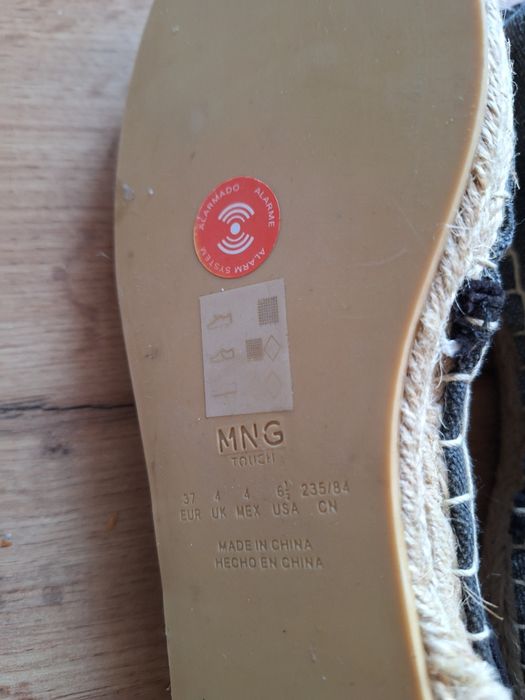 ALARMADO
ALARME
ALARM SYSTEM
MNG
TOUCH
37 4 4 6½ 235/84
EUR UK MEX USA CN
MADE IN CHINA
HECHO EN CHINA